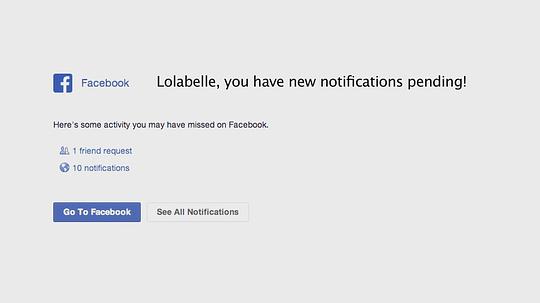 Facebook
Lolabelle, you have new notifications pending!
Here's some activity you may have missed on Facebook.
1 friend request
10 notifications
Go To Facebook
See All Notifications